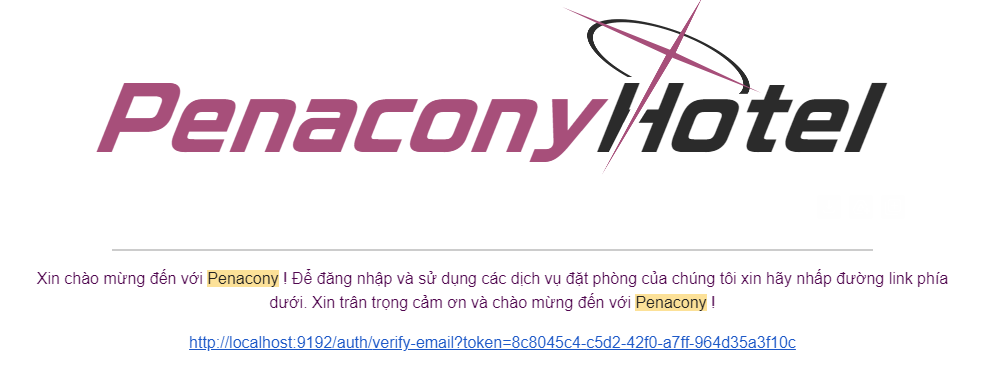 PenaconyHotel
Xin chào mừng đến với Penacony ! Để đăng nhập và sử dụng các dịch vụ đặt phòng của chúng tôi xin hãy nhấp đường link phía
dưới. Xin trân trọng cảm ơn và chào mừng đến với Penacony !
http://localhost:9192/auth/verify-email?token=8c8045c4-c5d2-42f0-a7ff-964d35a3f10c